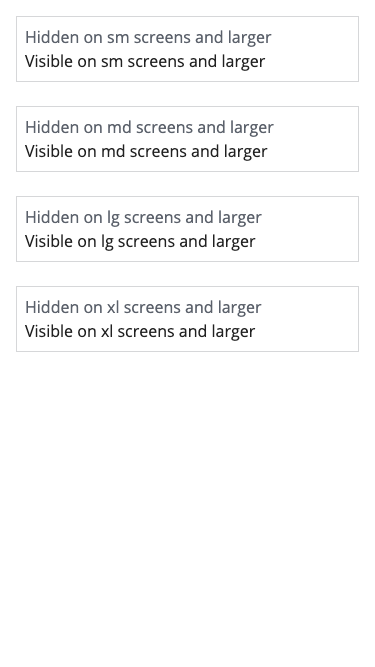 Hidden on sm screens and larger
Visible on sm screens and larger
Hidden on md screens and larger
Visible on md screens and larger
Hidden on lg screens and larger
Visible on lg screens and larger
Hidden on xl screens and larger
Visible on xl screens and larger